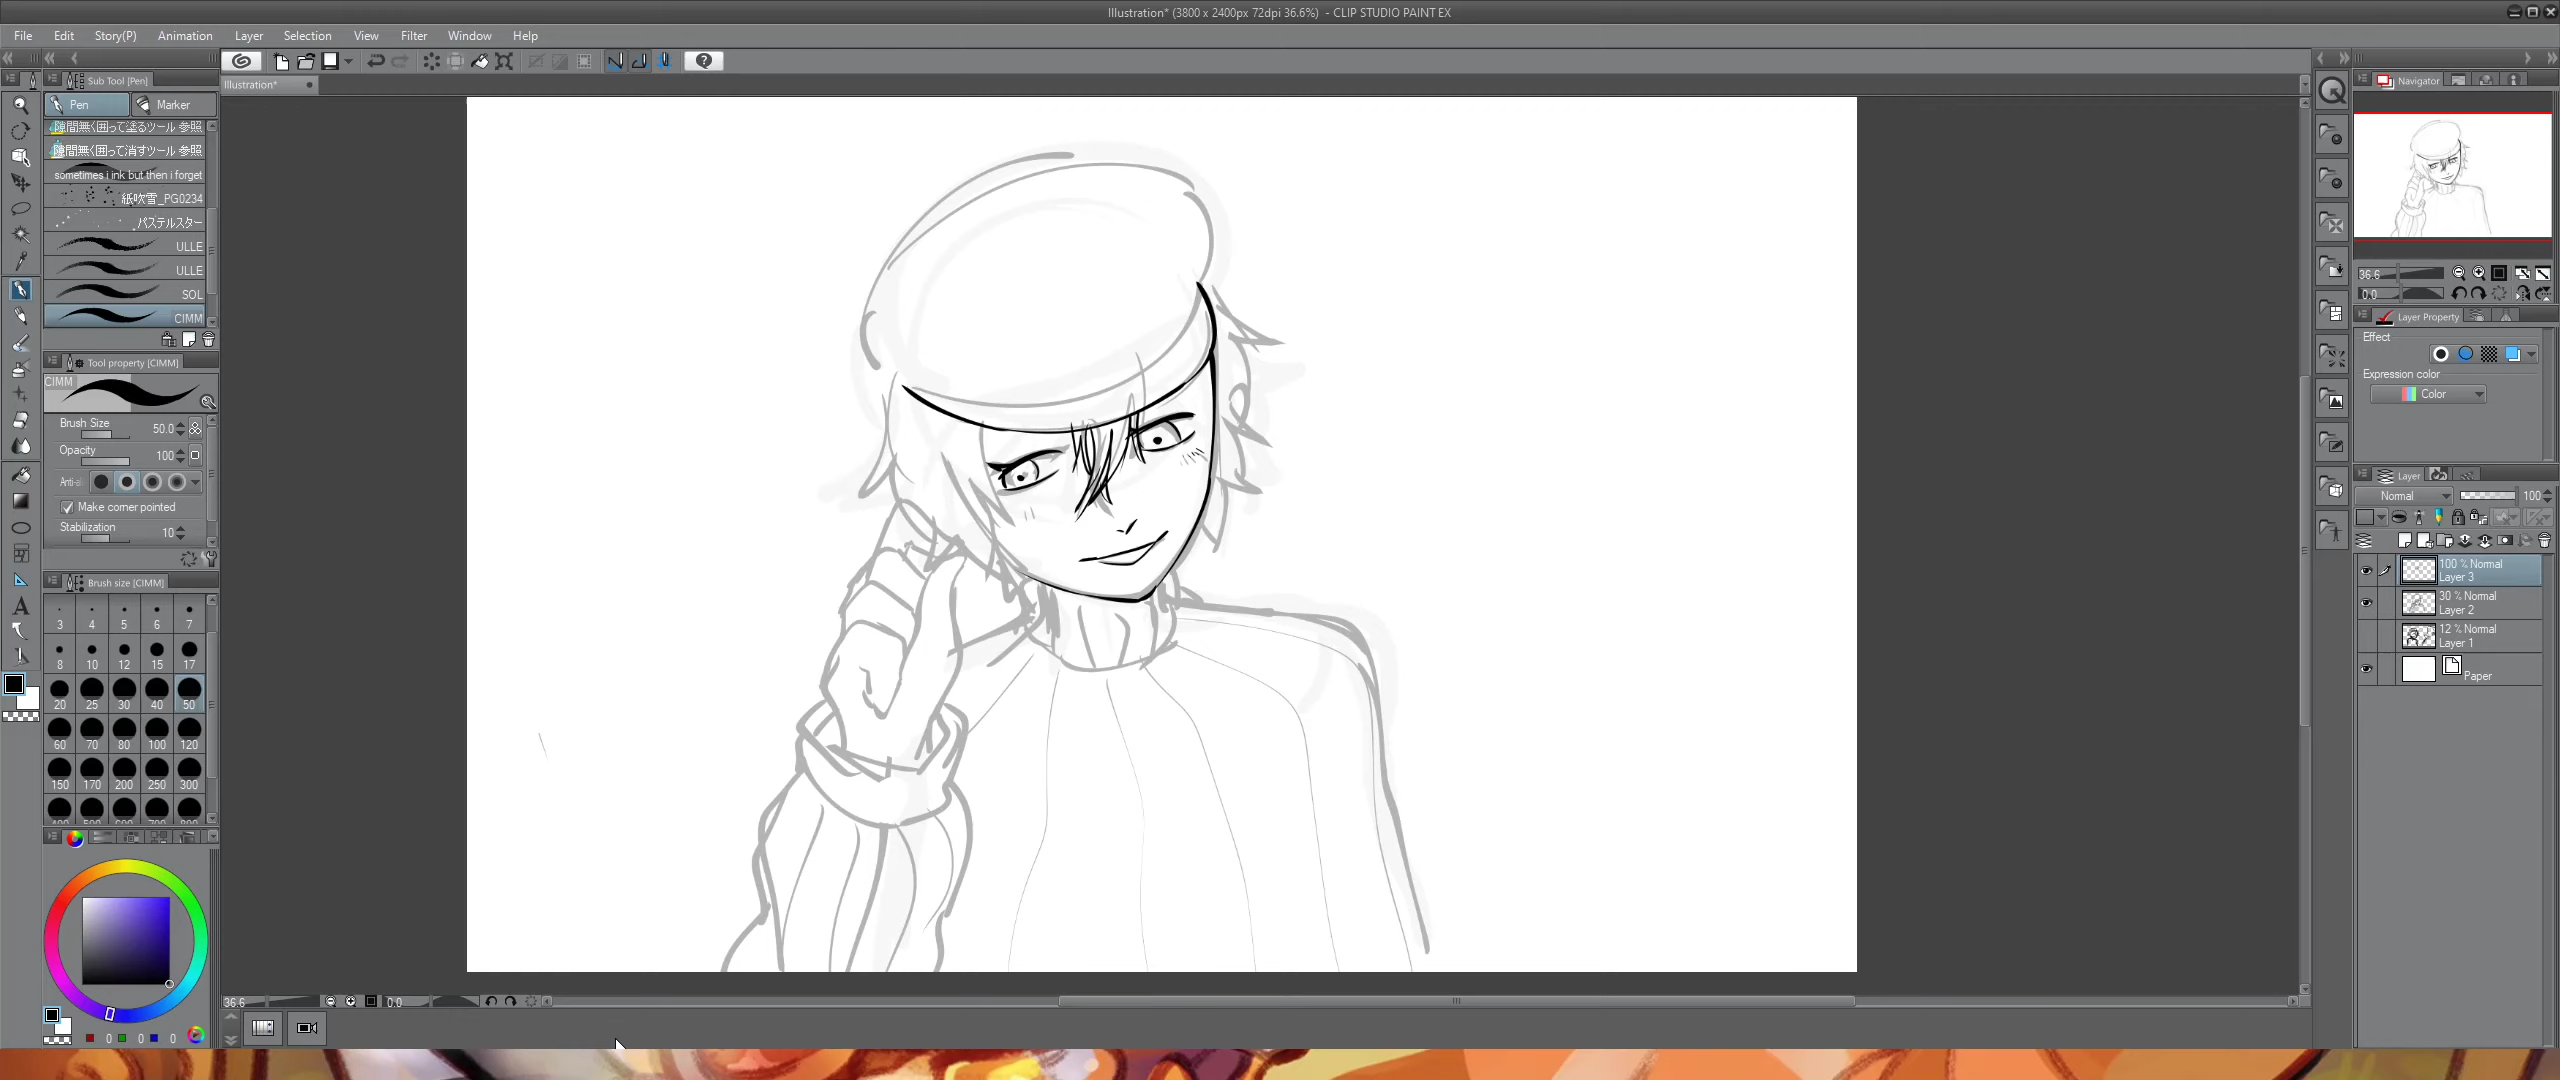 Illustration* (3800 x 2400px 72dpi 36.6%) - CLIP STUDIO PAINT EX
File Edit Story(P) Animation Layer Selection View Filter Window Help
Sub Tool [Pen]
Illustration*
Pen Marker
隙間無く囲って塗るツール 参照
隙間無く囲って消すツール 参照
sometimes i ink but then i forget
紙吹雪_PG0234
パステルスター
ULLE
ULLE
SOL
CIMM
Tool property [CIMM]
CIMM
Brush Size 50.0
Opacity 100
Anti-al
Make corner pointed
Stabilization 10
Brush size [CIMM]
3 4 5 6 7
8 10 12 15 17
20 25 30 40 50
60 70 80 100 120
150 170 200 250 300
0 0 0
36.6 0.0
Navigator
36.6
0.0
Layer Property
Effect
Expression color
Color
Layer
Normal 100
100 % Normal
Layer 3
30 % Normal
Layer 2
12 % Normal
Layer 1
Paper